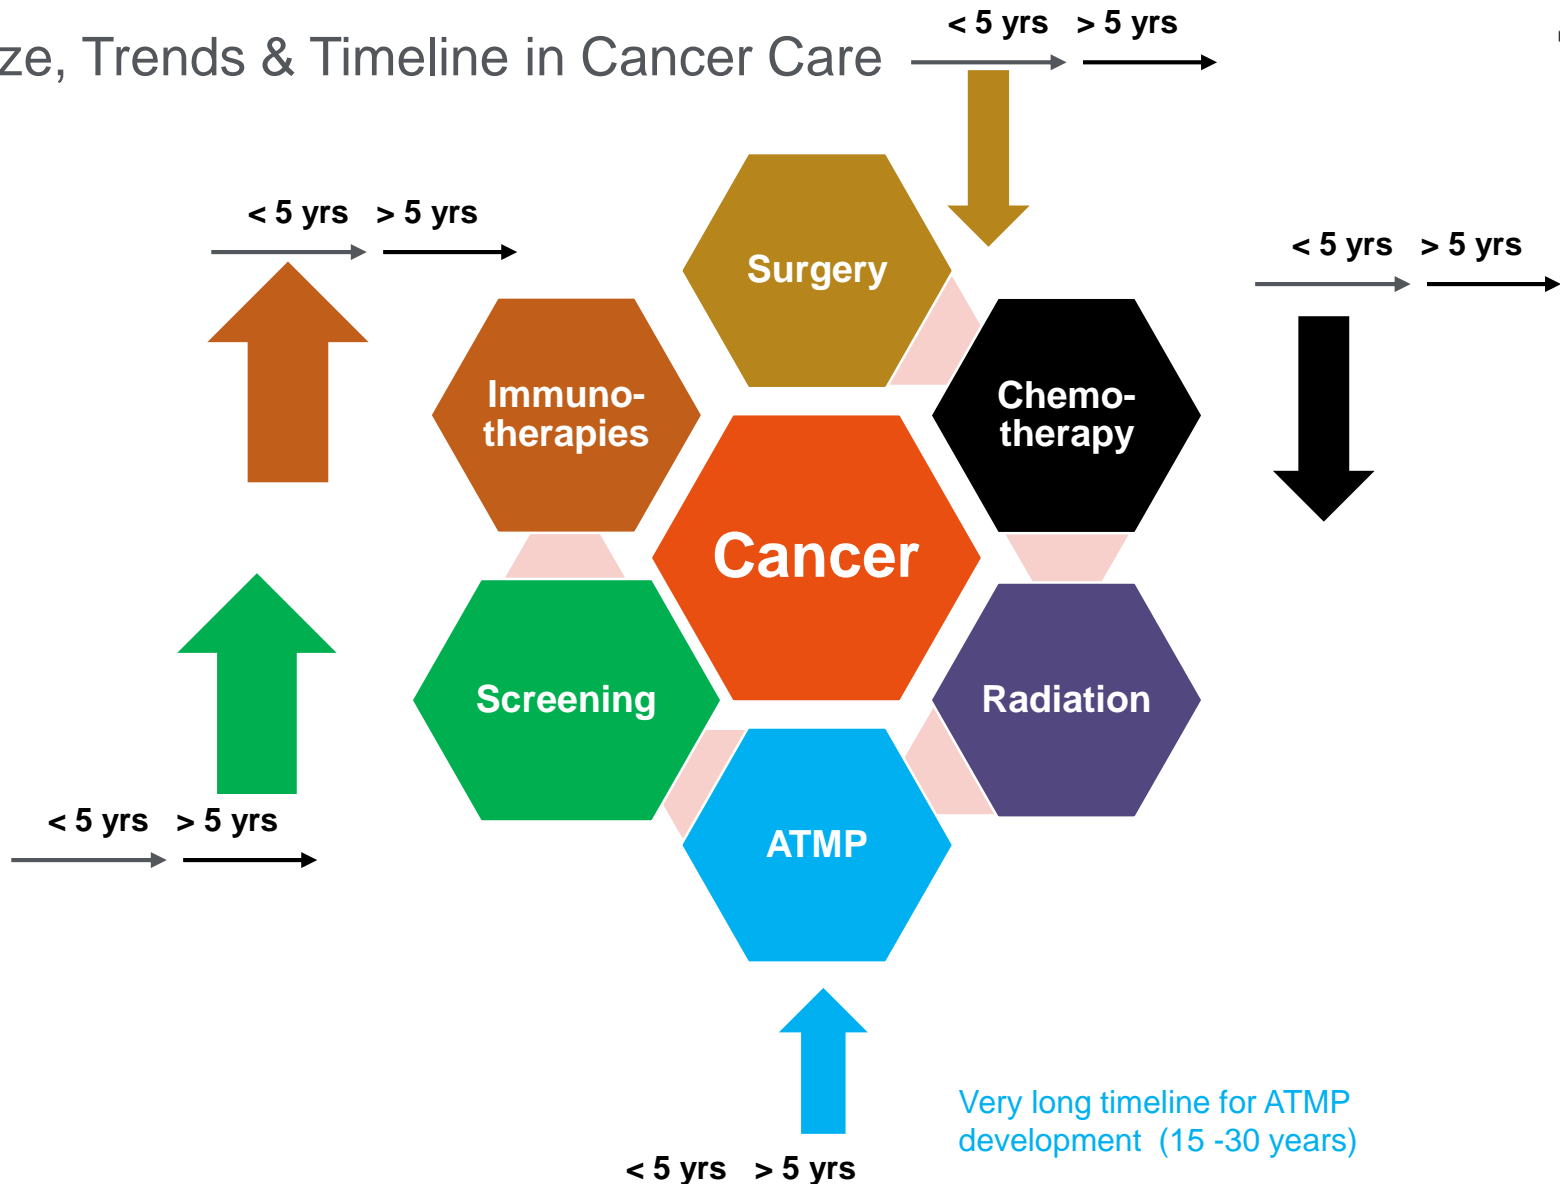 ze, Trends & Timeline in Cancer Care
< 5 yrs > 5 yrs
< 5 yrs > 5 yrs
< 5 yrs > 5 yrs
Surgery
Immuno-
therapies
Chemo-
therapy
Cancer
Screening
Radiation
< 5 yrs > 5 yrs
ATMP
Very long timeline for ATMP
development (15 -30 years)
< 5 yrs > 5 yrs